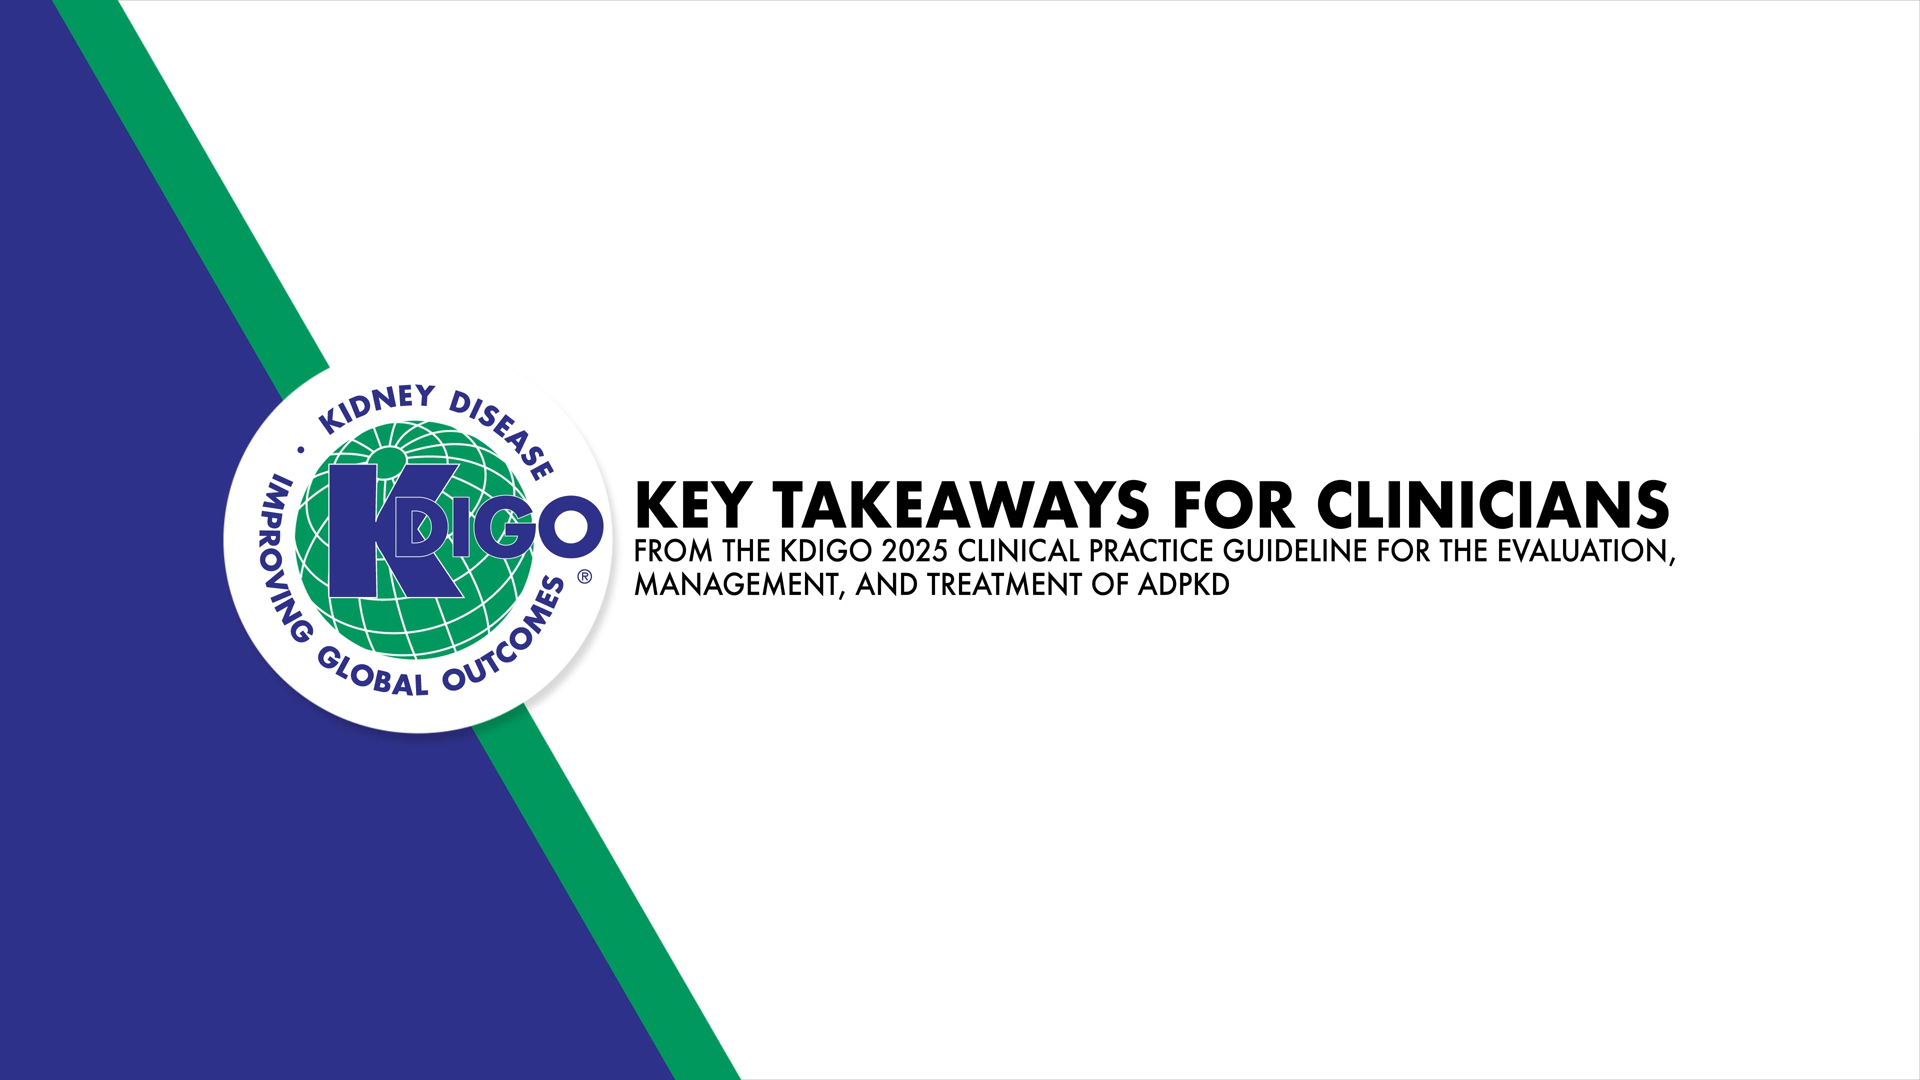 • KIDNEY DISEASE
IMPROVING GLOBAL OUTCOMES
KDIGO
®
KEY TAKEAWAYS FOR CLINICIANS
FROM THE KDIGO 2025 CLINICAL PRACTICE GUIDELINE FOR THE EVALUATION,
MANAGEMENT, AND TREATMENT OF ADPKD